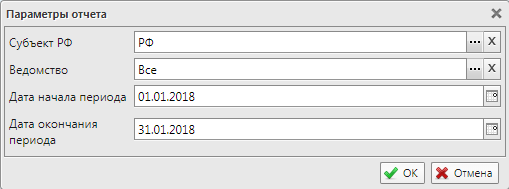 Параметры отчета
Субъект РФ РФ ... X
Ведомство Все ... X
Дата начала периода 01.01.2018
Дата окончания периода 31.01.2018
ОК Отмена